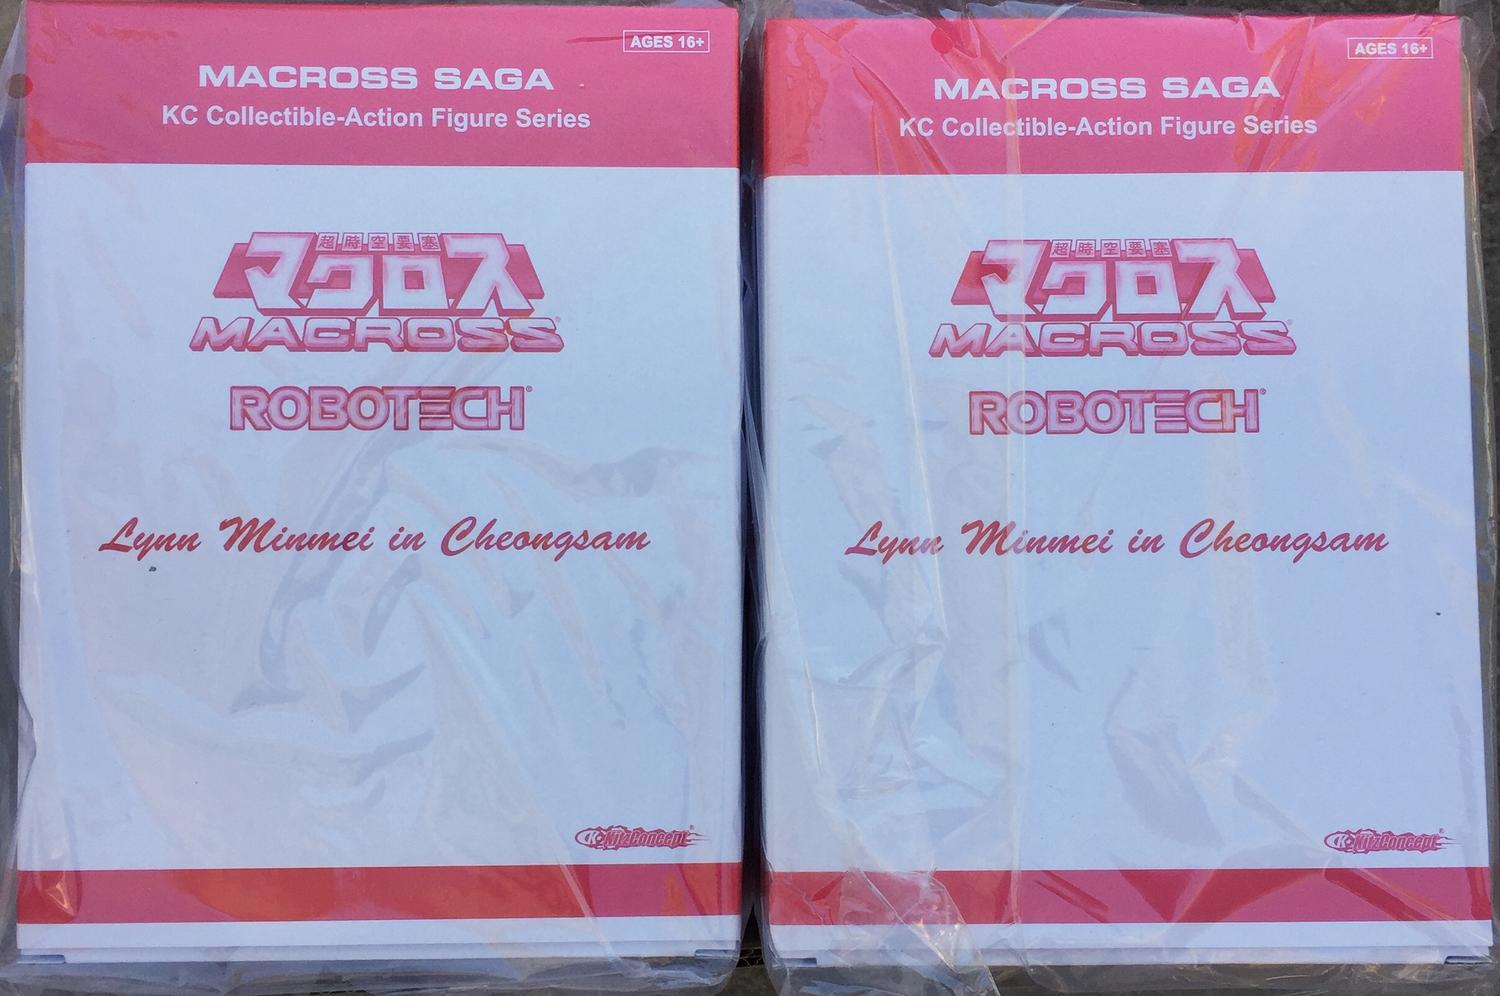 AGES 16+
MACROSS SAGA
KC Collectible-Action Figure Series
超時空要塞
マクロス
MACROSS
ROBOTECH
Lynn Minmei in Cheongsam
KitzConcept
AGES 16+
MACROSS SAGA
KC Collectible-Action Figure Series
超時空要塞
マクロス
MACROSS
ROBOTECH
Lynn Minmei in Cheongsam
KitzConcept